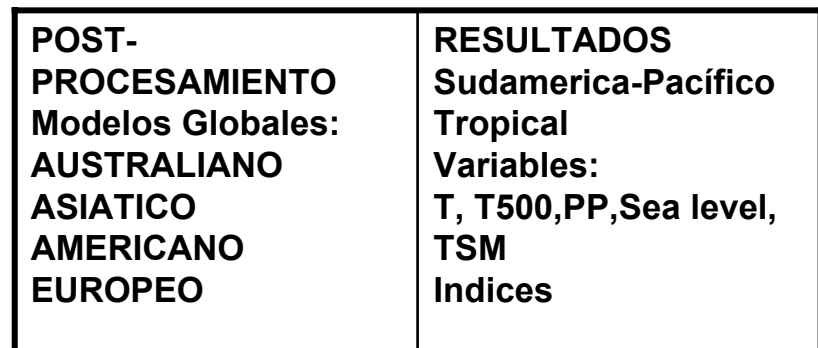 POST-
PROCESAMIENTO
Modelos Globales:
AUSTRALIANO
ASIATICO
AMERICANO
EUROPEO
RESULTADOS
Sudamerica-Pacífico
Tropical
Variables:
T, T500,PP,Sea level,
TSM
Indices